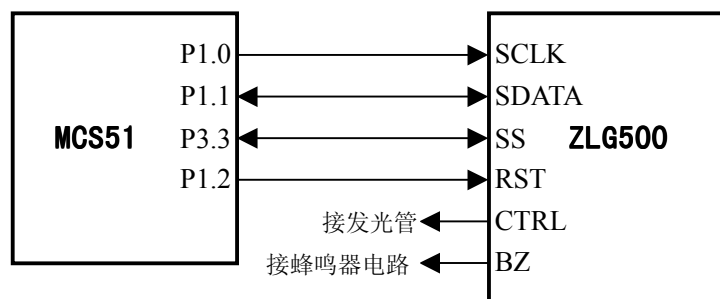 P1.0 SCLK
P1.1 SDATA
MCS51 P3.3 SS ZLG500
P1.2 RST
接发光管 CTRL
接蜂鸣器电路 BZ